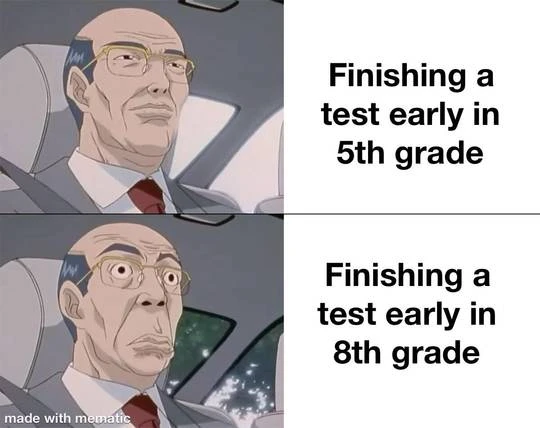 Finishing a
test early in
5th grade
Finishing a
test early in
8th grade
made with mematic